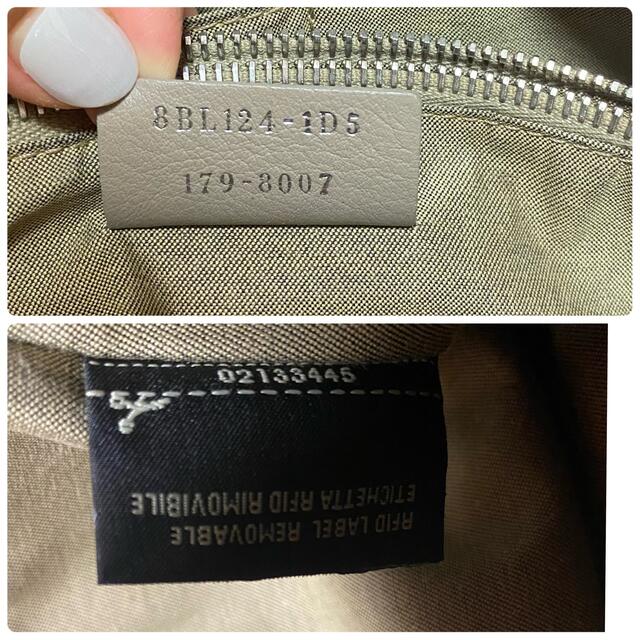 8BL124-1D5
179-8007
02133445
RFID LABEL REMOVABLE
ETICHETTA RFID RIMOVIBILE